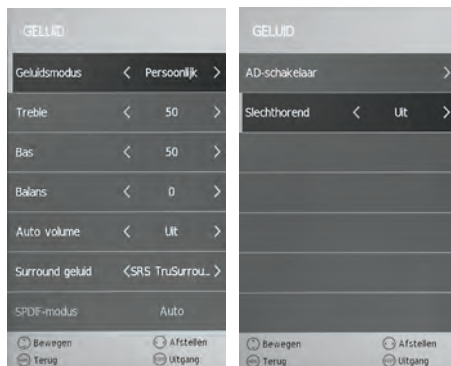 GELUID
Geluidsmodus < Persoonlijk >
Treble < 50 >
Bas < 50 >
Balans < 0 >
Auto volume < Uit >
Surround geluid <SRS TruSurrou... >
SPDIF-modus Auto
Bewegen Afstellen
Terug Uitgang
GELUID
AD-schakelaar >
Slechthorend < Uit >
Bewegen Afstellen
Terug Uitgang